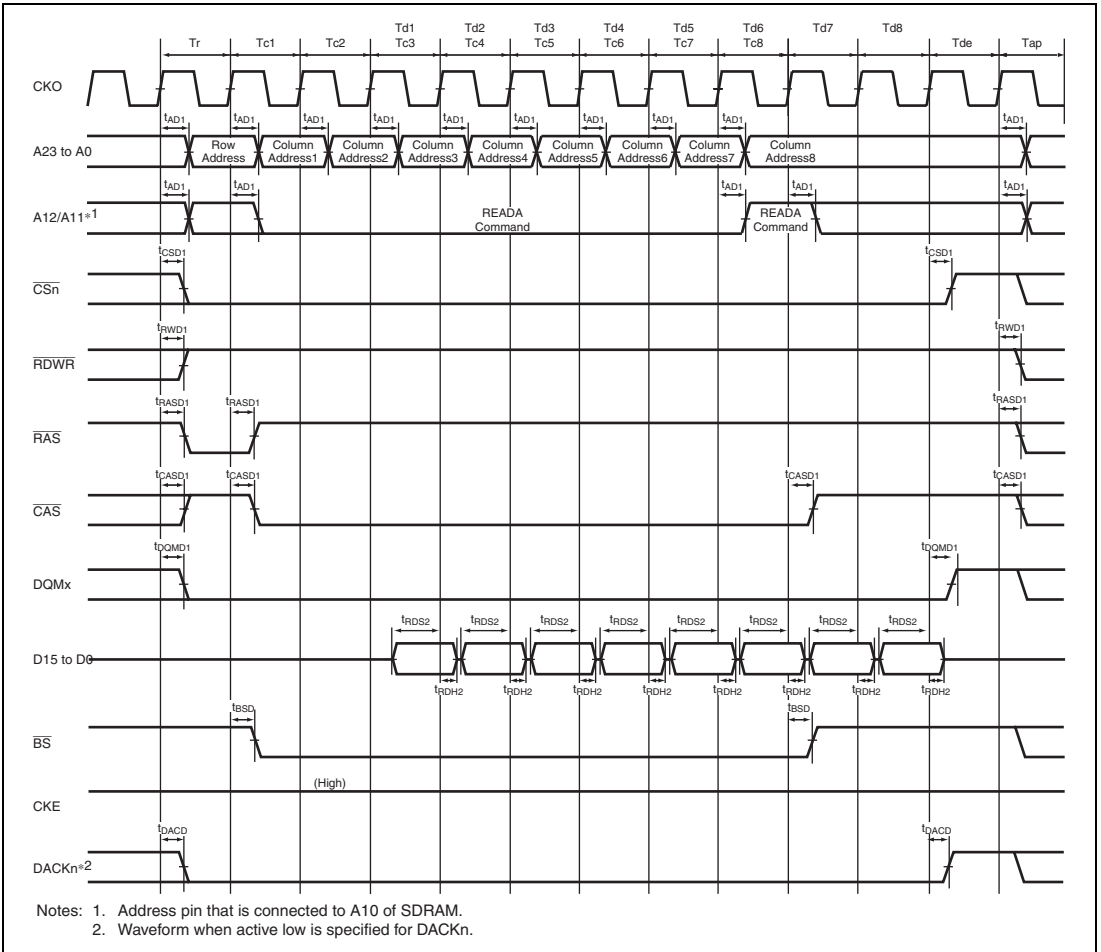 Td1 Td2 Td3 Td4 Td5 Td6
Tr Tc1 Tc2 Tc3 Tc4 Tc5 Tc6 Tc7 Tc8 Td7 Td8 Tde Tap
CKO
tAD1 tAD1 tAD1 tAD1 tAD1 tAD1 tAD1 tAD1 tAD1 tAD1
A23 to A0
Row Address
Column Address1
Column Address2
Column Address3
Column Address4
Column Address5
Column Address6
Column Address7
Column Address8
tAD1 tAD1 tAD1 tAD1 tAD1
A12/A11*1
READA Command
READA Command
tCSD1 tCSD1
CSn
tRWD1 tRWD1
RDWR
tRASD1 tRASD1 tRASD1
RAS
tCASD1 tCASD1 tCASD1 tCASD1
CAS
tDQMD1 tDQMD1
DQMx
tRDS2 tRDS2 tRDS2 tRDS2 tRDS2 tRDS2 tRDS2 tRDS2
D15 to D0
tRDH2 tRDH2 tRDH2 tRDH2 tRDH2 tRDH2 tRDH2 tRDH2
tBSD tBSD
BS
(High)
CKE
tDACD tDACD
DACKn*2
Notes: 1. Address pin that is connected to A10 of SDRAM.
2. Waveform when active low is specified for DACKn.